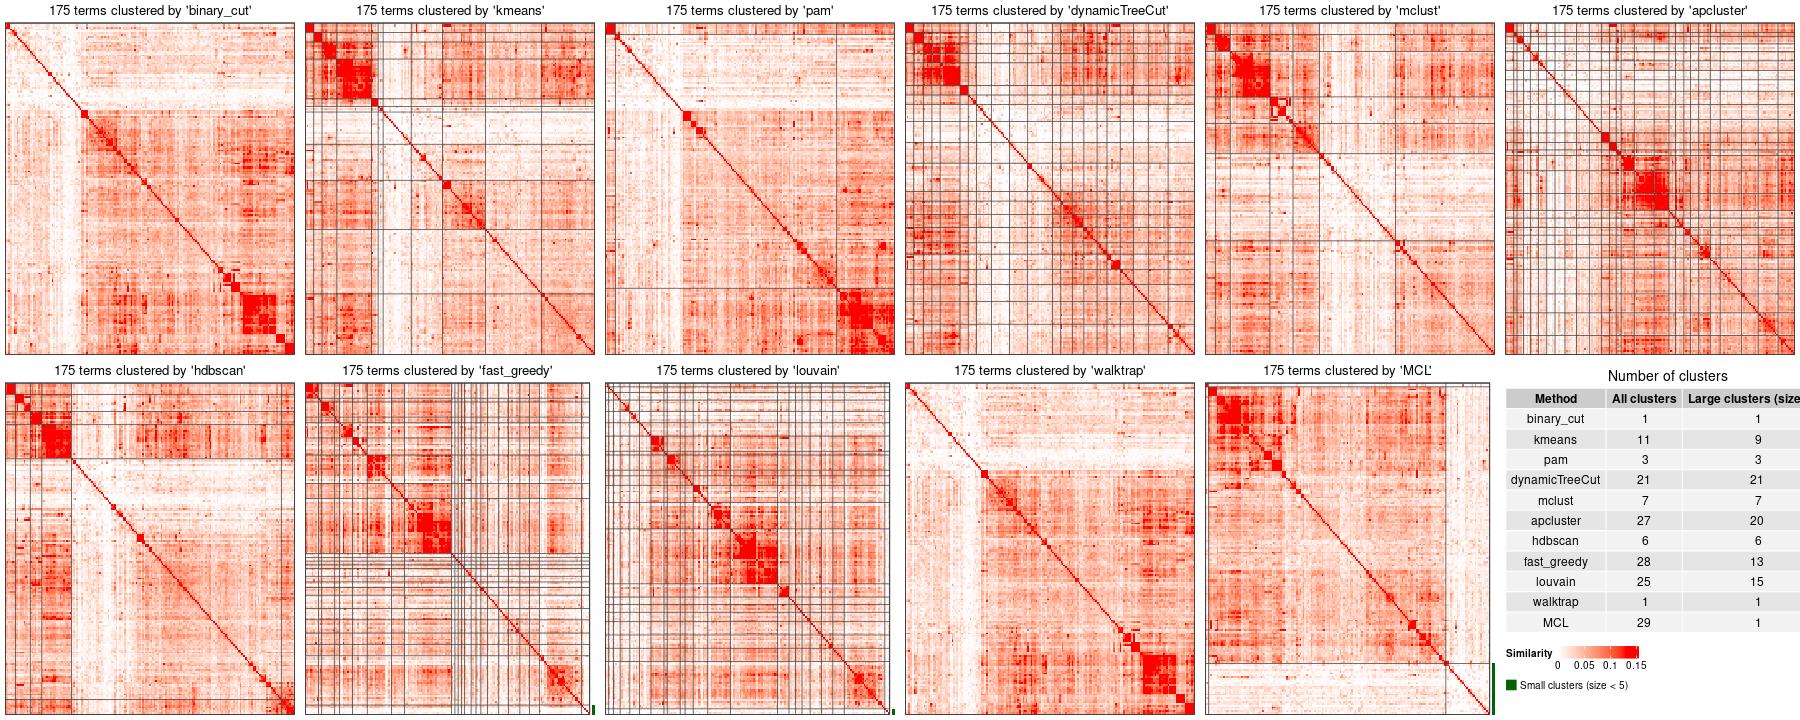 175 terms clustered by 'binary_cut'
175 terms clustered by 'kmeans'
175 terms clustered by 'pam'
175 terms clustered by 'dynamicTreeCut'
175 terms clustered by 'mclust'
175 terms clustered by 'apcluster'
175 terms clustered by 'hdbscan'
175 terms clustered by 'fast_greedy'
175 terms clustered by 'louvain'
175 terms clustered by 'walktrap'
175 terms clustered by 'MCL'
Number of clusters
Method All clusters Large clusters (size
binary_cut 1 1
kmeans 11 9
pam 3 3
dynamicTreeCut 21 21
mclust 7 7
apcluster 27 20
hdbscan 6 6
fast_greedy 28 13
louvain 25 15
walktrap 1 1
MCL 29 1
Similarity
0 0.05 0.1 0.15
Small clusters (size < 5)